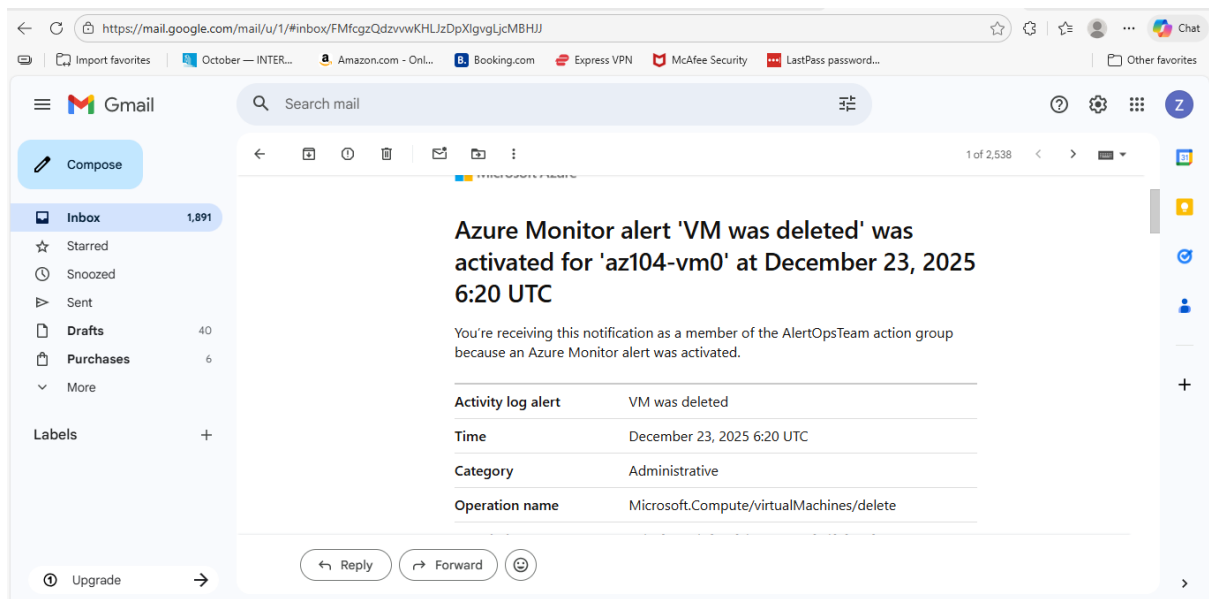 https://mail.google.com/mail/u/1/#inbox/FMfcgzQdzvvwKHLJzDpXlgvgLjcMBHJJ
Chat
Import favorites
October — INTER...
Amazon.com - Onl...
Booking.com
Express VPN
McAfee Security
LastPass password...
Other favorites
Gmail
Search mail
Z
Compose
1 of 2,538
31
Microsoft Azure
Inbox 1,891
Starred
Snoozed
Sent
Drafts 40
Purchases 6
More
Labels
Azure Monitor alert 'VM was deleted' was
activated for 'az104-vm0' at December 23, 2025
6:20 UTC
You're receiving this notification as a member of the AlertOpsTeam action group
because an Azure Monitor alert was activated.
Activity log alert VM was deleted
Time December 23, 2025 6:20 UTC
Category Administrative
Operation name Microsoft.Compute/virtualMachines/delete
Reply
Forward
Upgrade